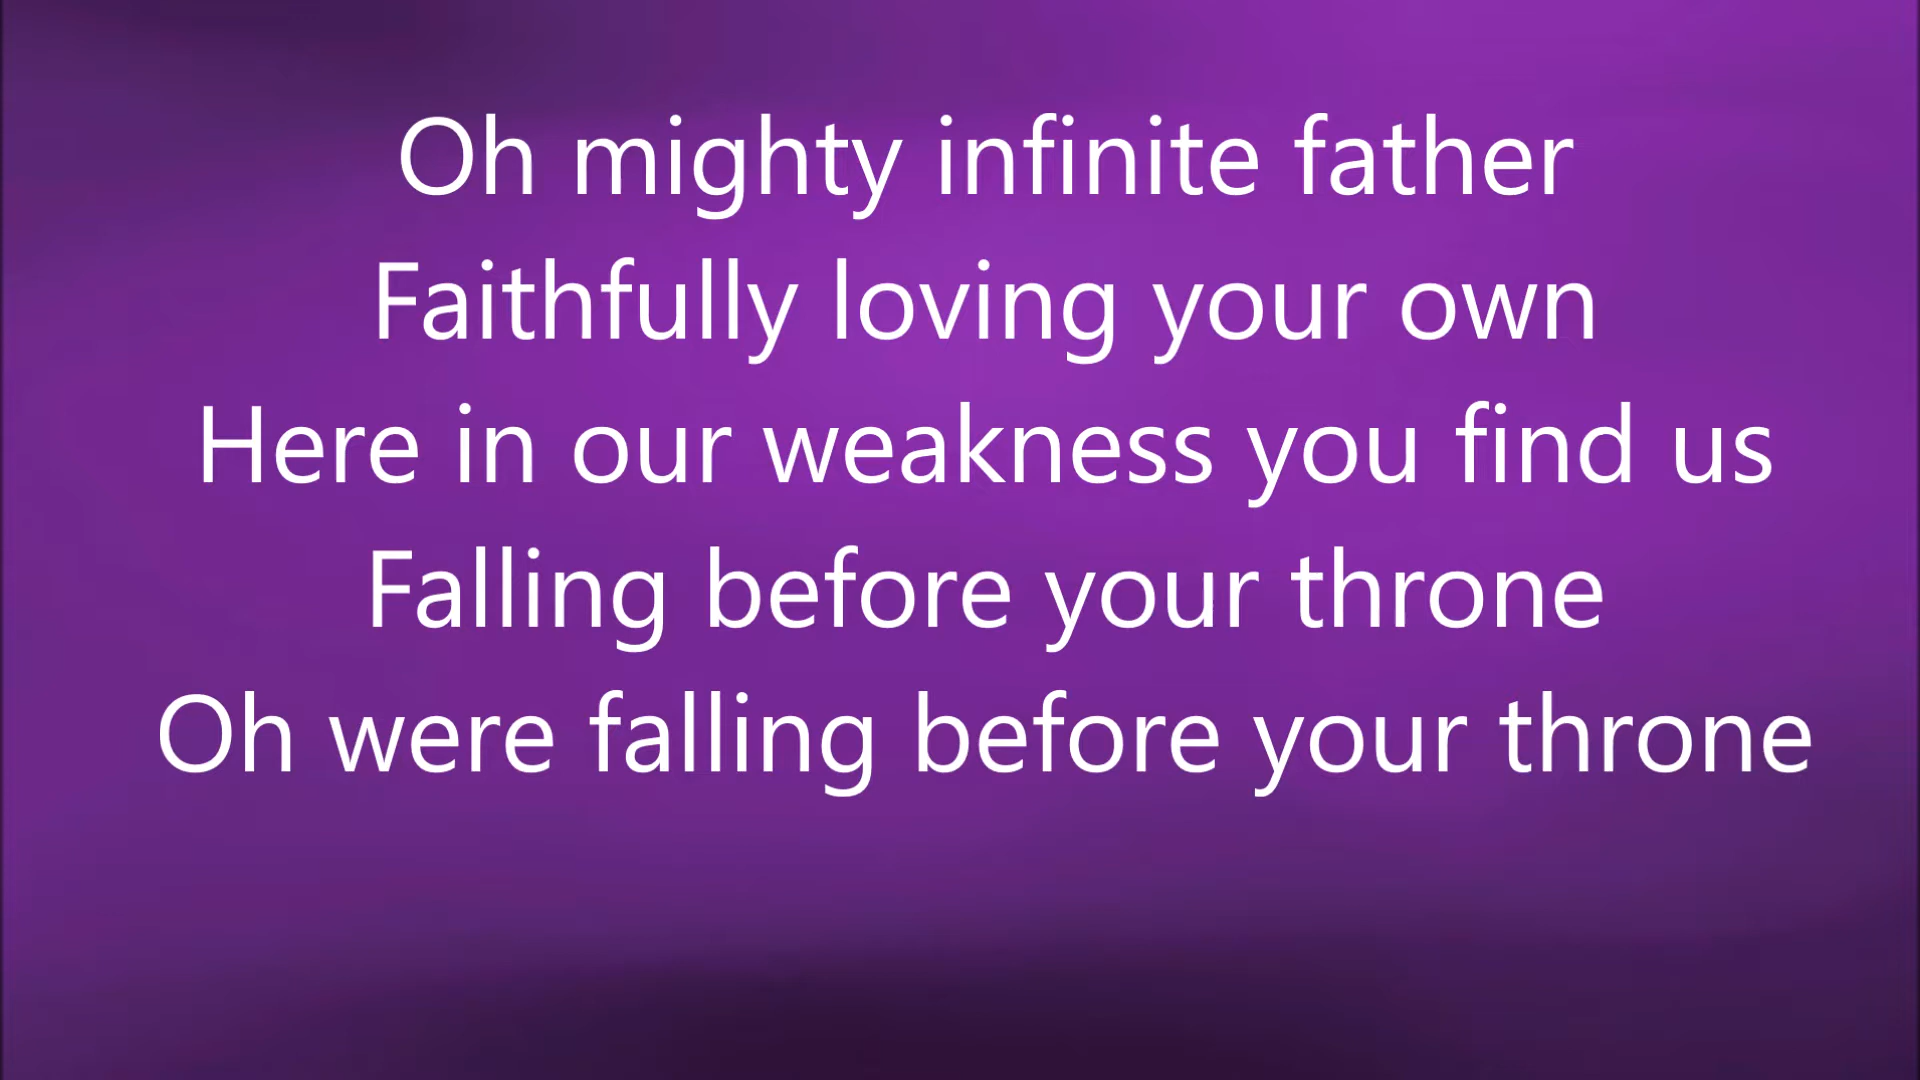 Oh mighty infinite father
Faithfully loving your own
Here in our weakness you find us
Falling before your throne
Oh were falling before your throne